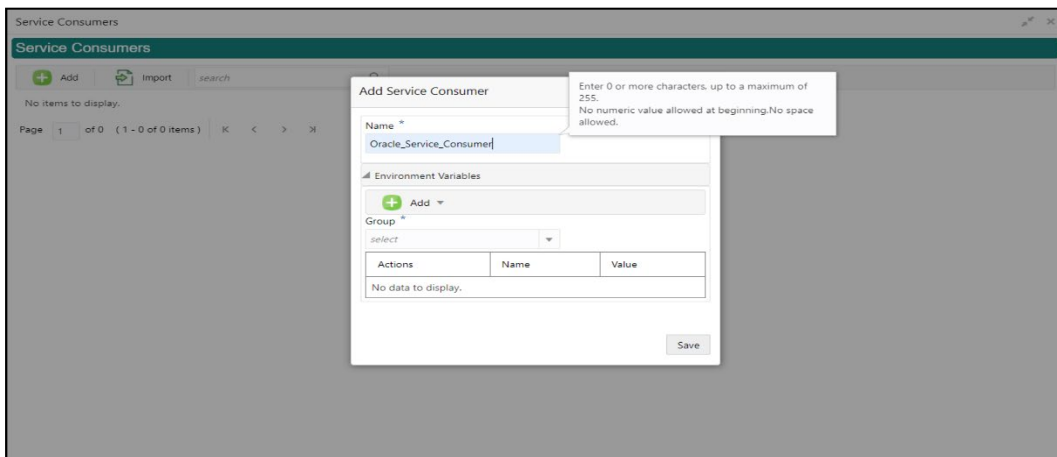 Service Consumers
Service Consumers
Add Import search
No items to display.
Page 1 of 0 (1 - 0 of 0 items) K < > >|
Add Service Consumer
Enter 0 or more characters, up to a maximum of
255.
No numeric value allowed at beginning.No space
allowed.
Name *
Oracle_Service_Consumer
Environment Variables
Add
Group *
select
Actions Name Value
No data to display.
Save